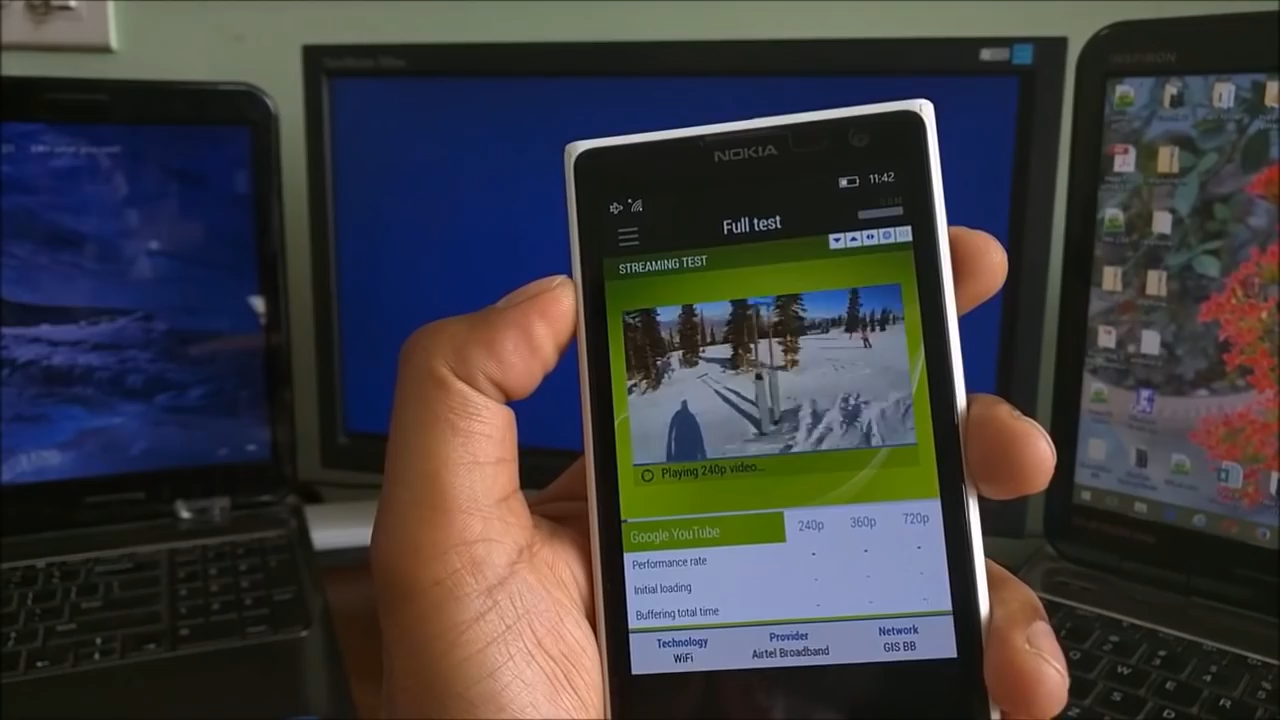 INSPIRON
NOKIA
11:42
Full test
STREAMING TEST
Playing 240p video...
Google YouTube 240p 360p 720p
Performance rate - - -
Initial loading - - -
Buffering total time - - -
Technology Provider Network
WiFi Airtel Broadband GIS BB